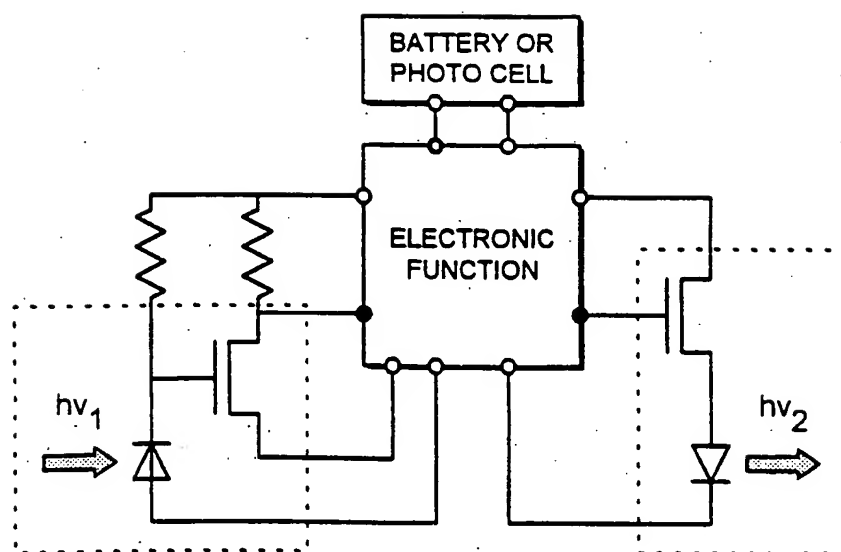 BATTERY OR
PHOTO CELL
ELECTRONIC
FUNCTION
hv1
hv2